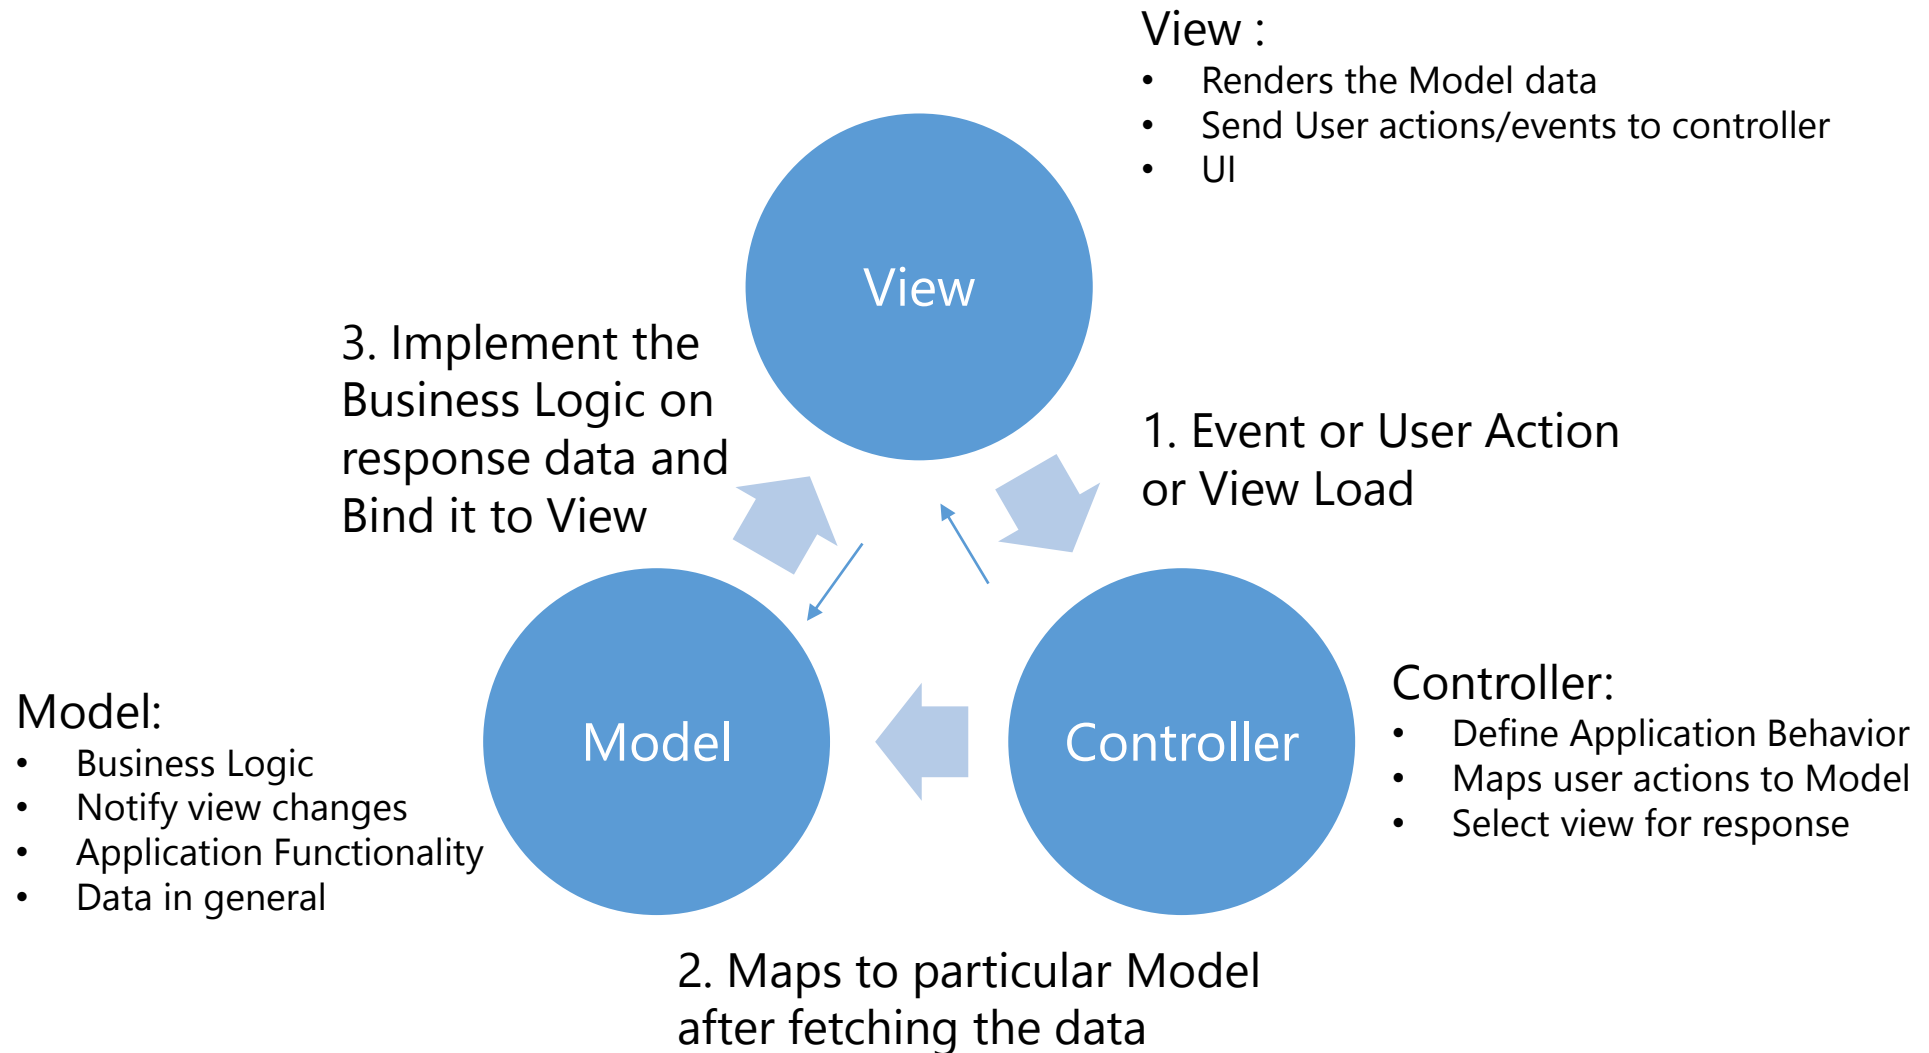 View :
• Renders the Model data
• Send User actions/events to controller
• UI
View
3. Implement the
Business Logic on
response data and
Bind it to View
1. Event or User Action
or View Load
Model:
• Business Logic
• Notify view changes
• Application Functionality
• Data in general
Model
Controller
Controller:
• Define Application Behavior
• Maps user actions to Model
• Select view for response
2. Maps to particular Model
after fetching the data